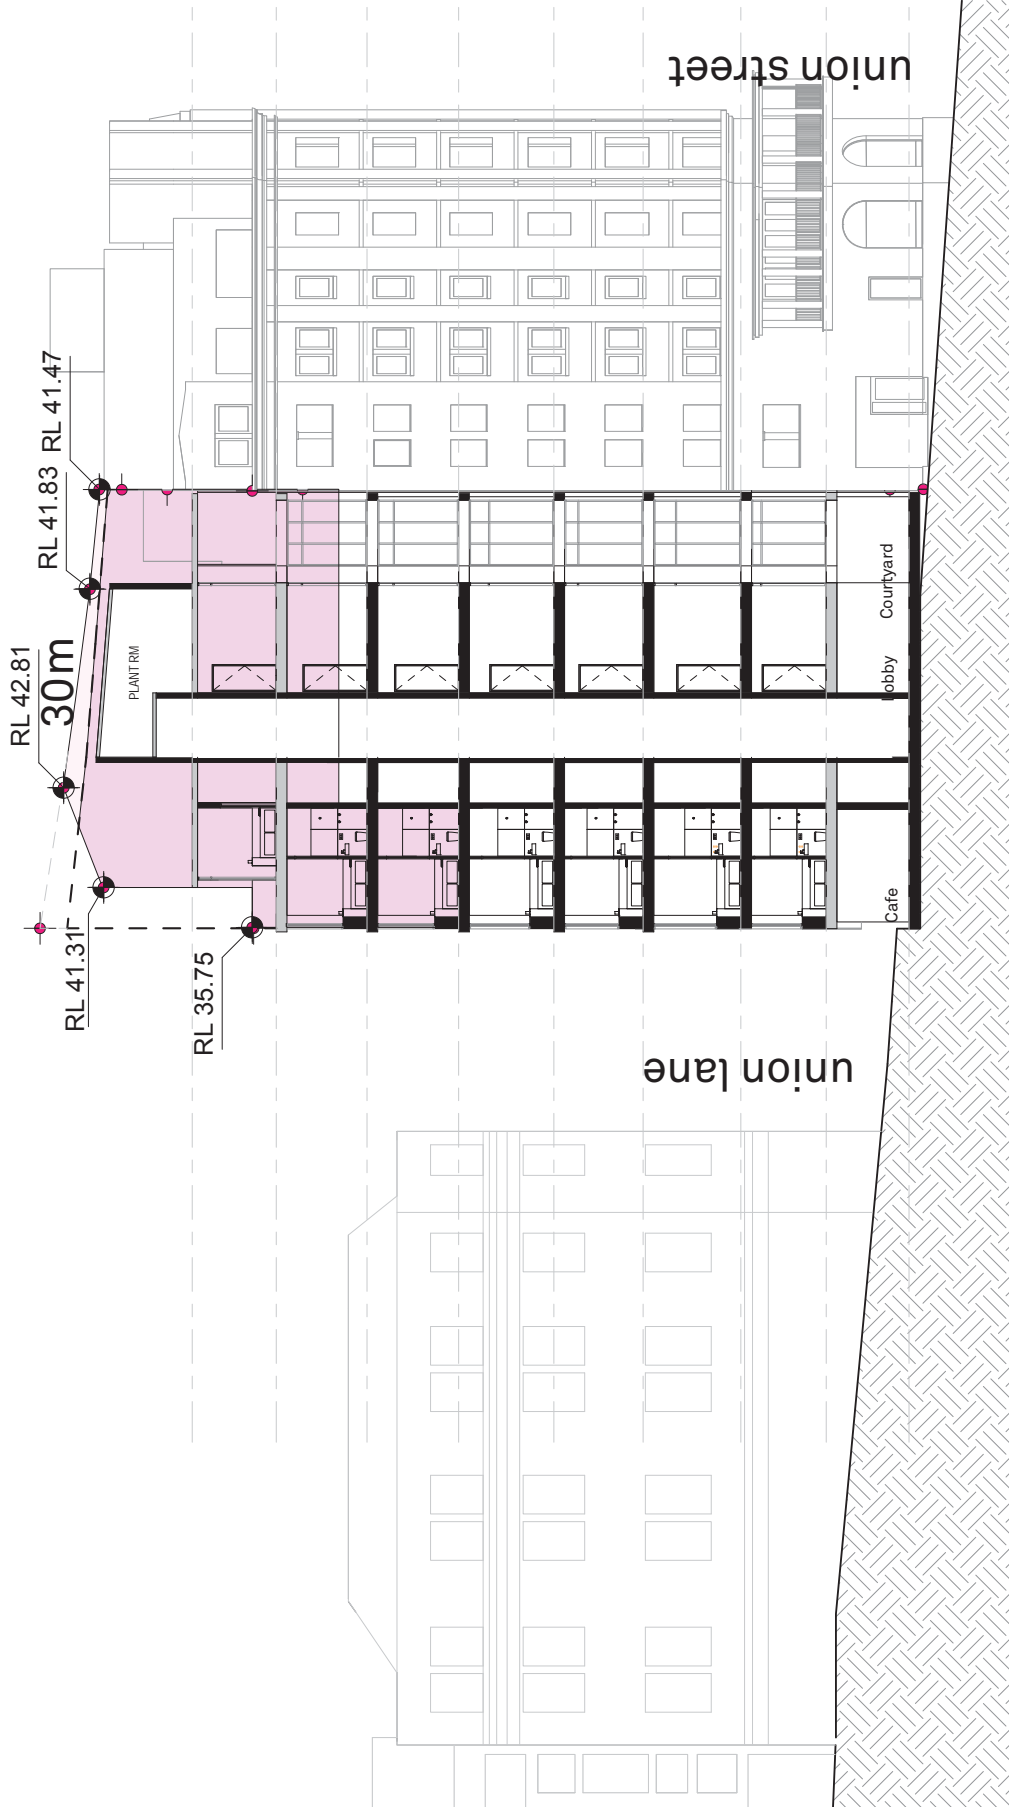 union street
RL 41.47
RL 41.83
RL 42.81
30m
PLANT RM
RL 41.31
RL 35.75
Courtyard
Lobby
Cafe
union lane